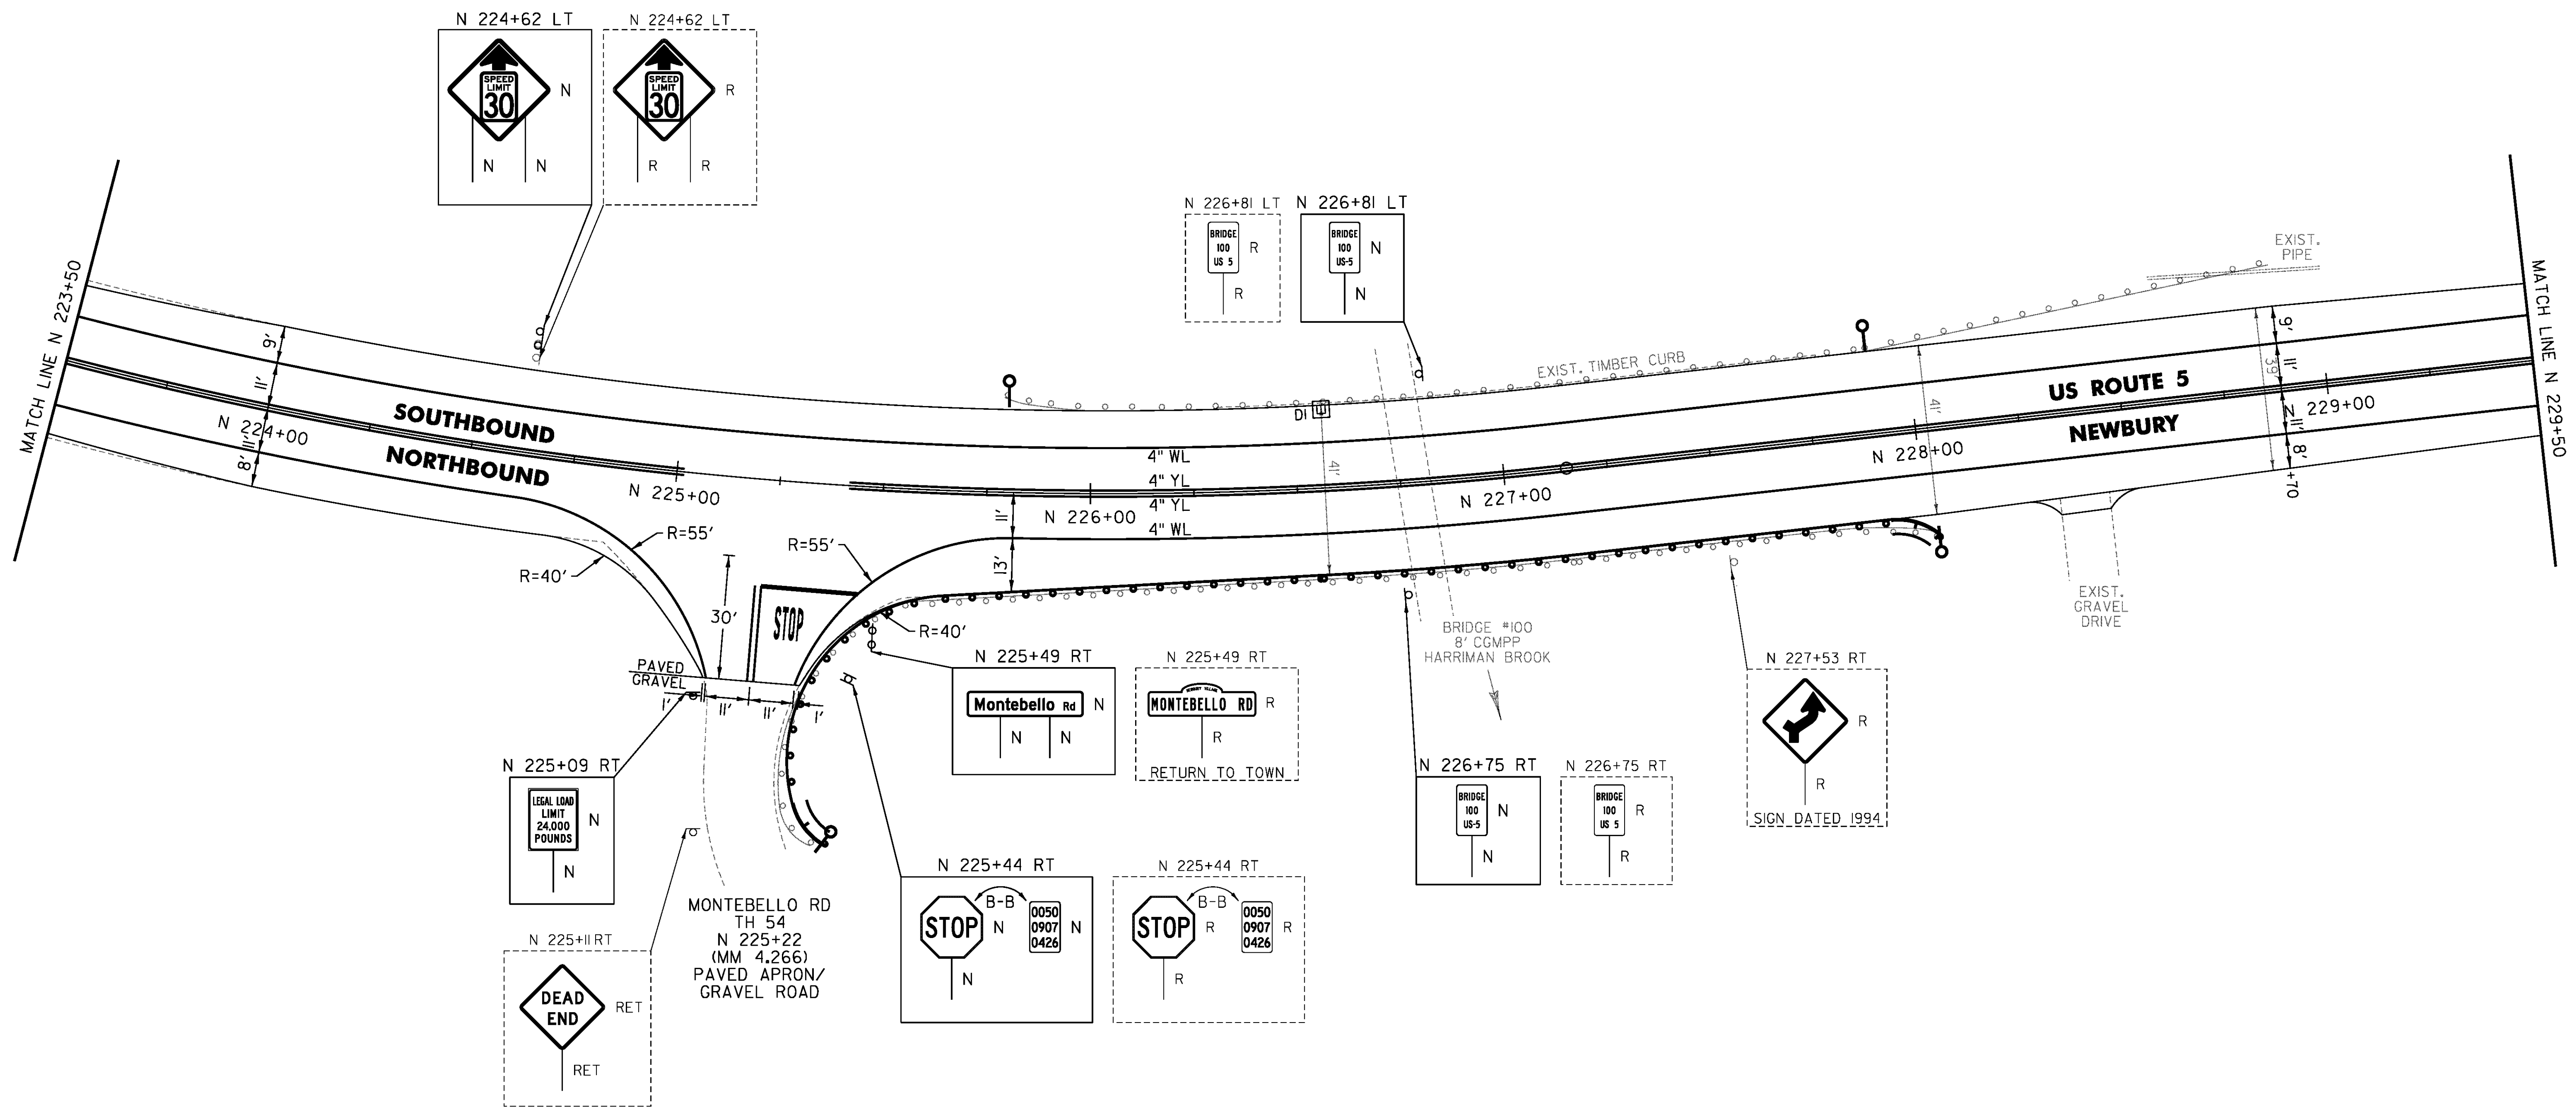 N 224+62 LT
SPEED
LIMIT
30
N
N
N
N 224+62 LT
SPEED
LIMIT
30
R
R
R
N 226+81 LT
BRIDGE
100
US 5
R
R
N 226+81 LT
BRIDGE
100
US-5
N
N
EXIST.
PIPE
MATCH LINE N 223+50
MATCH LINE N 229+50
9'
11'
11'
8'
N 224+00
SOUTHBOUND
NORTHBOUND
N 225+00
4" WL
4" YL
4" YL
4" WL
11'
13'
N 226+00
DI
41'
EXIST. TIMBER CURB
N 227+00
N 228+00
41'
US ROUTE 5
NEWBURY
9'
11'
39'
11'
8'
N 229+00
+70
R=55'
R=40'
R=55'
R=40'
30'
STOP
PAVED
GRAVEL
1'
11'
11'
1'
BRIDGE #100
8' CGMPP
HARRIMAN BROOK
EXIST.
GRAVEL
DRIVE
N 225+49 RT
Montebello Rd
N
N
N
N 225+49 RT
MONTEBELLO RD
R
R
RETURN TO TOWN
N 227+53 RT
R
R
SIGN DATED 1994
N 225+09 RT
LEGAL LOAD
LIMIT
24,000
POUNDS
N
N
N 226+75 RT
BRIDGE
100
US-5
N
N
N 226+75 RT
BRIDGE
100
US 5
R
R
N 225+44 RT
STOP
B-B
N
0050
0907
0426
N
N
N 225+44 RT
STOP
B-B
R
0050
0907
0426
R
R
MONTEBELLO RD
TH 54
N 225+22
(MM 4.266)
PAVED APRON/
GRAVEL ROAD
N 225+11 RT
DEAD
END
RET
RET